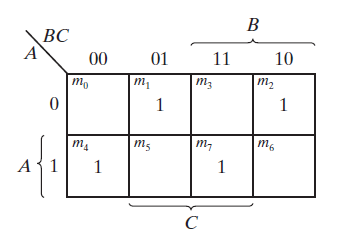 B
BC
A
00 01 11 10
m₀ m₁ m₃ m₂
0 1 1
m₄ m₅ m₇ m₆
A 1 1 1
C